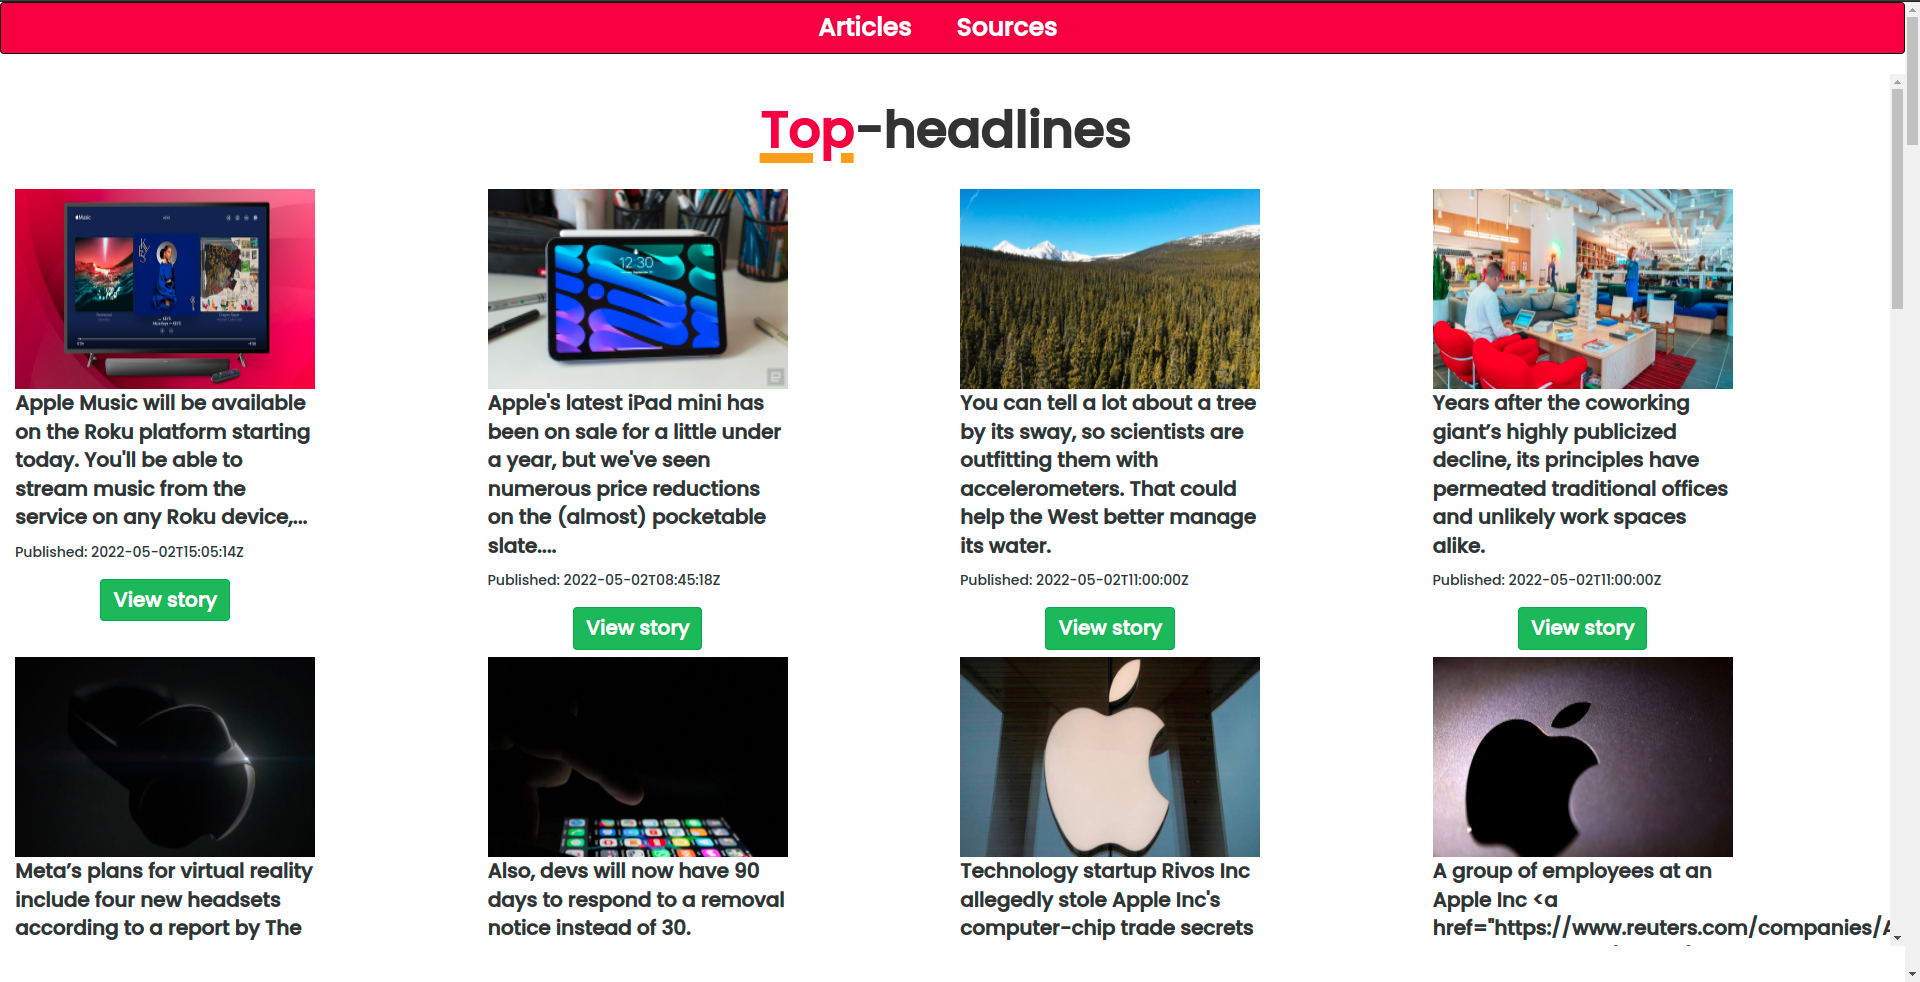 Articles
Sources
Top-headlines
Apple Music will be available
on the Roku platform starting
today. You'll be able to
stream music from the
service on any Roku device,...
Published: 2022-05-02T15:05:14Z
View story
12:30
Apple's latest iPad mini has
been on sale for a little under
a year, but we've seen
numerous price reductions
on the (almost) pocketable
slate....
Published: 2022-05-02T08:45:18Z
View story
You can tell a lot about a tree
by its sway, so scientists are
outfitting them with
accelerometers. That could
help the West better manage
its water.
Published: 2022-05-02T11:00:00Z
View story
Years after the coworking
giant’s highly publicized
decline, its principles have
permeated traditional offices
and unlikely work spaces
alike.
Published: 2022-05-02T11:00:00Z
View story
Meta’s plans for virtual reality
include four new headsets
according to a report by The
Also, devs will now have 90
days to respond to a removal
notice instead of 30.
Technology startup Rivos Inc
allegedly stole Apple Inc's
computer-chip trade secrets
A group of employees at an
Apple Inc <a
href="https://www.reuters.com/companies/A